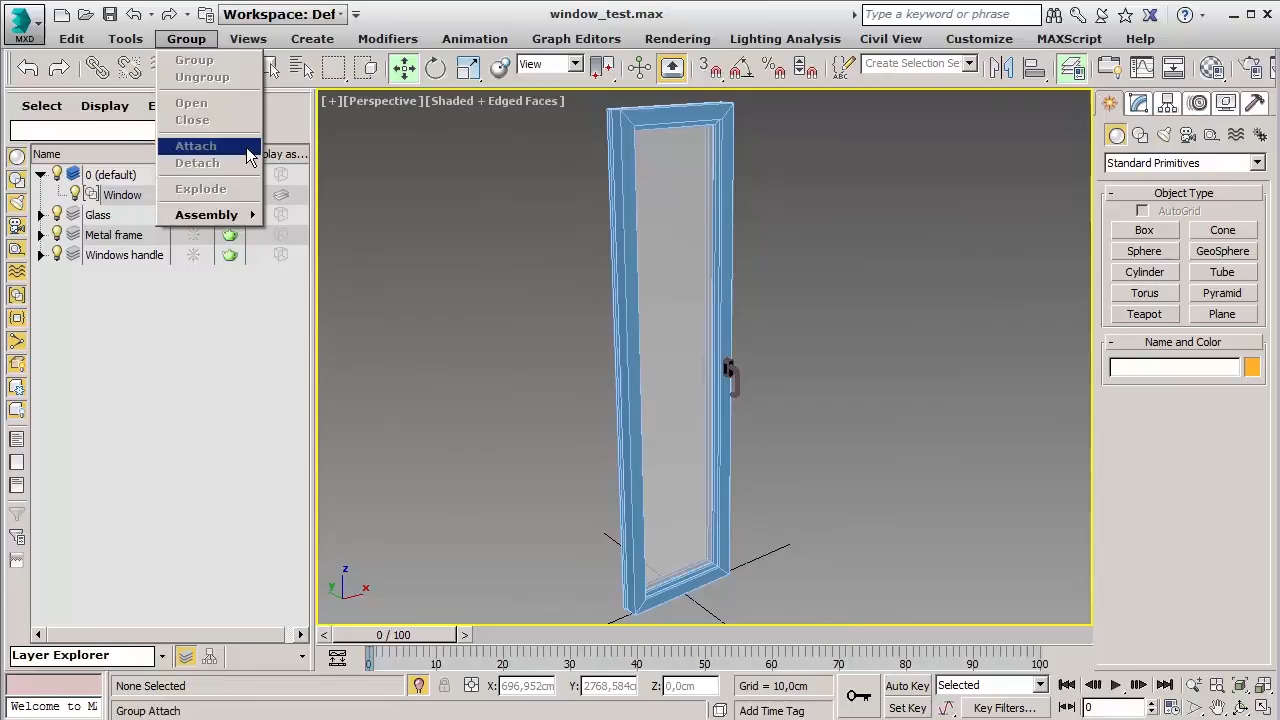 Workspace: Def
window_test.max
Type a keyword or phrase
MXD
Edit
Tools
Group
Views
Create
Modifiers
Animation
Graph Editors
Rendering
Lighting Analysis
Civil View
Customize
MAXScript
Help
View
3
Create Selection Se
Group
Ungroup
Open
Close
Attach
Detach
Explode
Assembly
Select
Display
E
Name
play as...
0 (default)
Window
Glass
Metal frame
Windows handle
[+][Perspective][Shaded + Edged Faces]
z
y
x
Standard Primitives
- Object Type
AutoGrid
Box
Cone
Sphere
GeoSphere
Cylinder
Tube
Torus
Pyramid
Teapot
Plane
- Name and Color
< 0 / 100 >
Layer Explorer
0 10 20 30 40 50 60 70 80 90 100
None Selected
X: 696,952cm
Y: 2768,584c
Z: 0,0cm
Grid = 10,0cm
Auto Key
Selected
Welcome to M
Group Attach
Add Time Tag
Set Key
Key Filters...
0